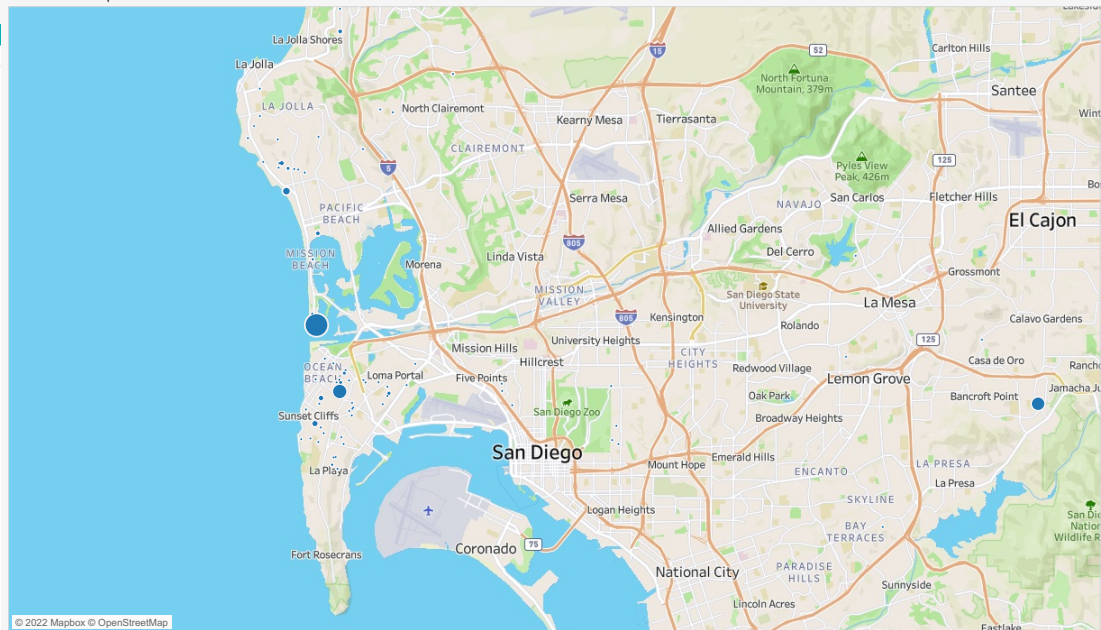 La Jolla Shores
15
52
Carlton Hills
La Jolla
North Fortuna
Mountain, 379m
Santee
LA JOLLA
North Clairemont
Kearny Mesa
Tierrasanta
CLAIREMONT
5
125
Pyles View
Peak, 426m
Serra Mesa
San Carlos
Fletcher Hills
NAVAJO
PACIFIC
BEACH
El Cajon
Allied Gardens
805
MISSION
BEACH
Linda Vista
Del Cerro
Morena
Grossmont
MISSION
VALLEY
San Diego State
University
La Mesa
805
Kensington
Rolando
Calavo Gardens
University Heights
125
Mission Hills
CITY
HEIGHTS
Hillcrest
Casa de Oro
OCEAN
BEACH
Loma Portal
Five Points
Redwood Village
Lemon Grove
Oak Park
Bancroft Point
San Diego Zoo
Sunset Cliffs
Broadway Heights
San Diego
Emerald Hills
Mount Hope
La Playa
ENCANTO
LA PRESA
La Presa
SKYLINE
Logan Heights
BAY
TERRACES
Coronado
75
Fort Rosecrans
National City
PARADISE
HILLS
Sunnyside
Lincoln Acres
© 2022 Mapbox © OpenStreetMap